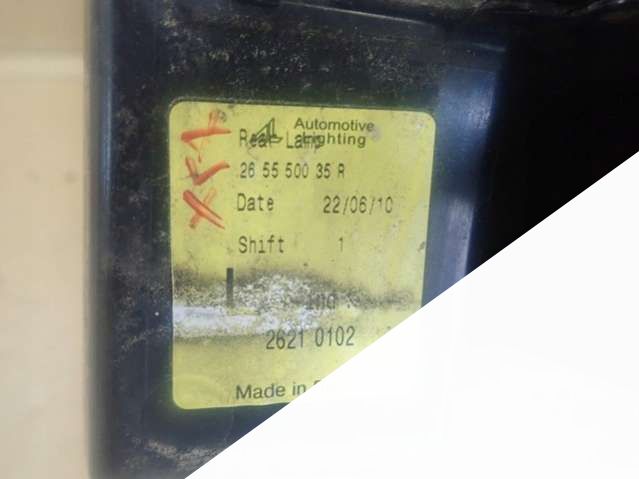 Automotive
Lighting
Rear Lamp
26 55 500 35 R
Date 22/06/10
Shift 1
2621 0102
Made in